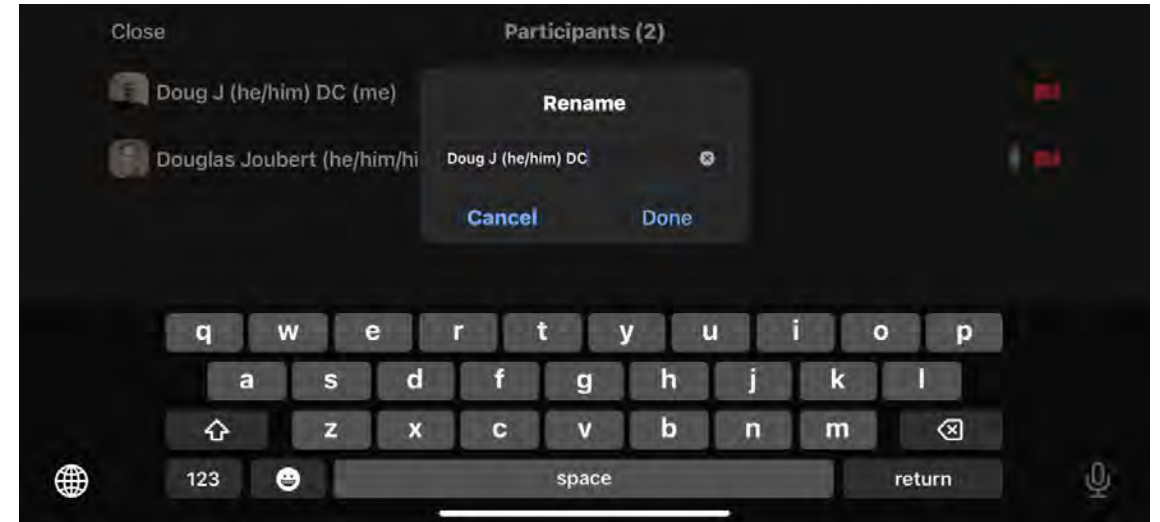 Close Participants (2)
Doug J (he/him) DC (me)
Rename
Douglas Joubert (he/him/hi
Doug J (he/him) DC
Cancel Done
q w e r t y u i o p
a s d f g h j k l
z x c v b n m
123 space return